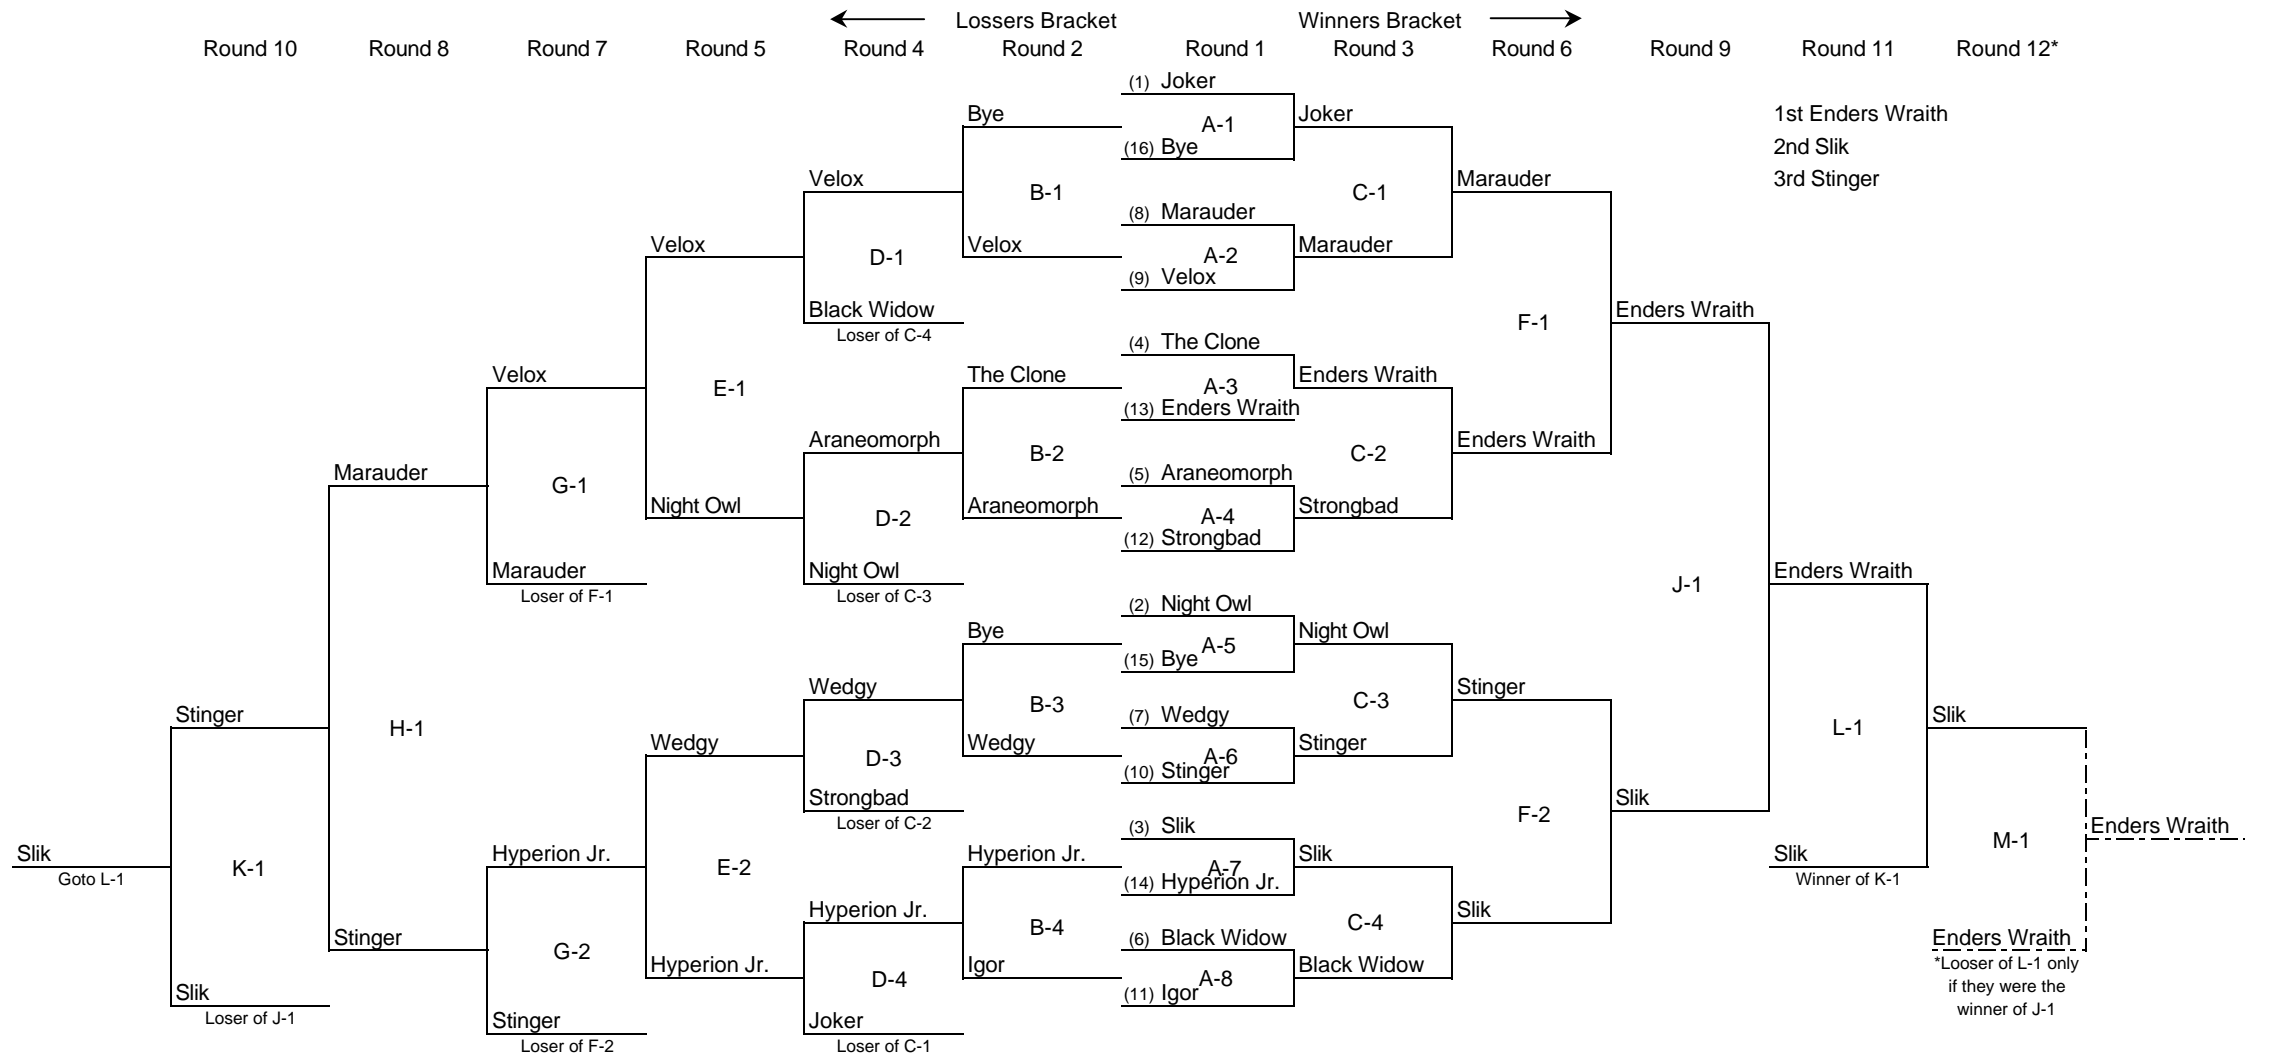 Lossers Bracket Winners Bracket
Round 10 Round 8 Round 7 Round 5 Round 4 Round 2 Round 1 Round 3 Round 6 Round 9 Round 11 Round 12*
(1) Joker
Bye A-1 Joker 1st Enders Wraith
(16) Bye 2nd Slik
Velox B-1 C-1 Marauder 3rd Stinger
(8) Marauder
Velox D-1 Velox A-2 Marauder
(9) Velox
Black Widow F-1 Enders Wraith
Loser of C-4
(4) The Clone
Velox E-1 The Clone A-3 Enders Wraith
(13) Enders Wraith
Araneomorph B-2 C-2 Enders Wraith
Marauder G-1 (5) Araneomorph
Night Owl D-2 Araneomorph A-4 Strongbad
(12) Strongbad
Marauder Night Owl J-1 Enders Wraith
Loser of F-1 Loser of C-3
(2) Night Owl
Bye A-5 Night Owl
(15) Bye
Wedgy B-3 C-3 Stinger
Stinger H-1 (7) Wedgy L-1 Slik
Wedgy D-3 Wedgy A-6 Stinger
(10) Stinger
Strongbad F-2 Slik
Loser of C-2
(3) Slik M-1 Enders Wraith
Slik K-1 Hyperion Jr. E-2 Hyperion Jr. A-7 Slik Slik
Goto L-1 (14) Hyperion Jr. Winner of K-1
Hyperion Jr. B-4 C-4 Slik
Stinger G-2 (6) Black Widow Enders Wraith
Hyperion Jr. D-4 Igor A-8 Black Widow *Looser of L-1 only
Slik (11) Igor if they were the
Loser of J-1 winner of J-1
Stinger Joker
Loser of F-2 Loser of C-1